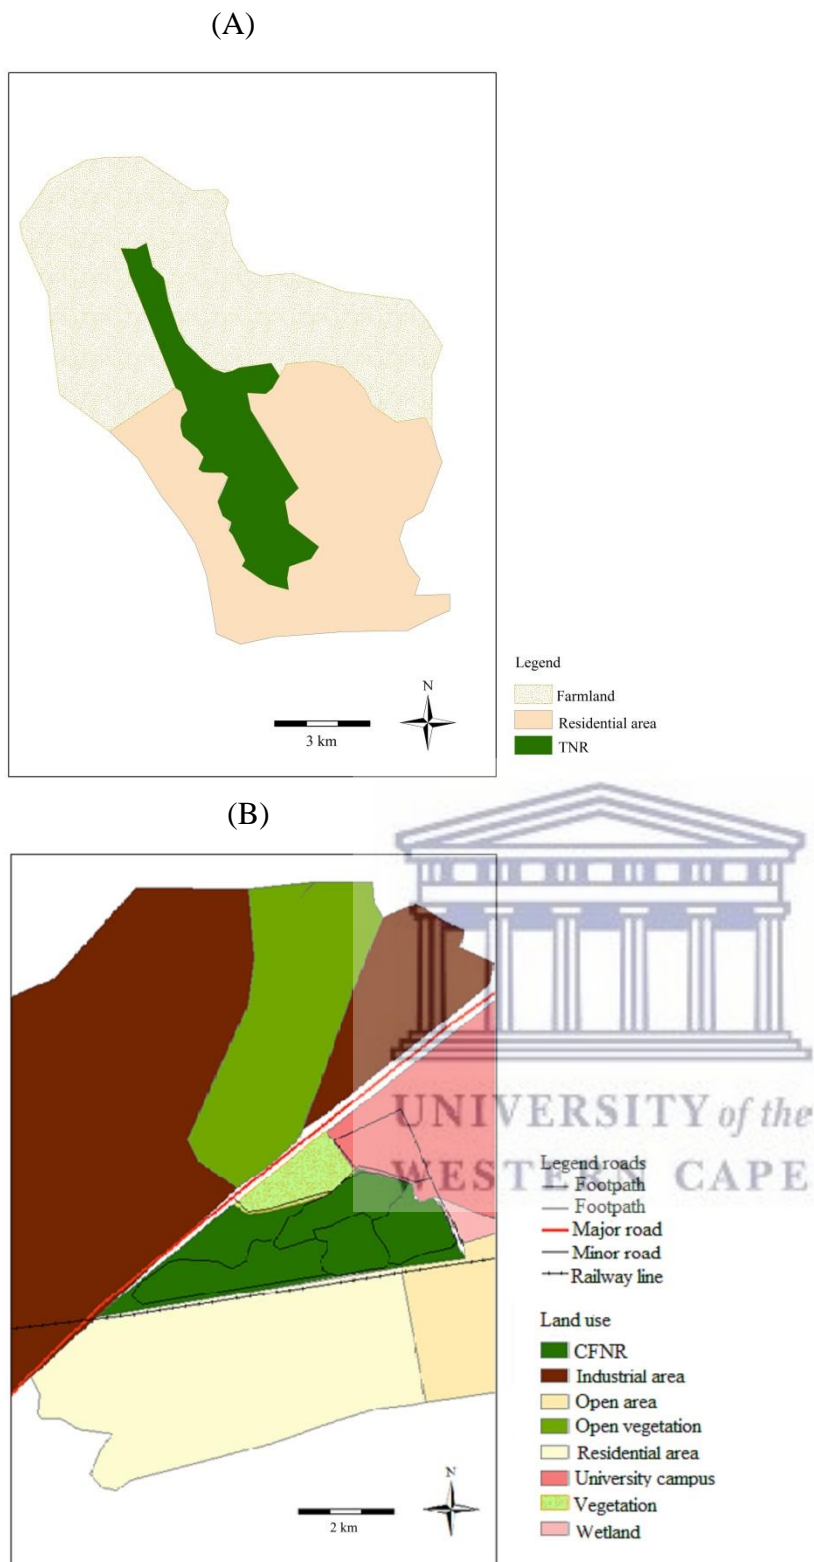 (A)
N
3 km
Legend
Farmland
Residential area
TNR
(B)
UNIVERSITY of the
WESTERN CAPE
Legend roads
Footpath
Footpath
Major road
Minor road
Railway line
Land use
CFNR
Industrial area
Open area
Open vegetation
Residential area
University campus
Vegetation
Wetland
N
2 km